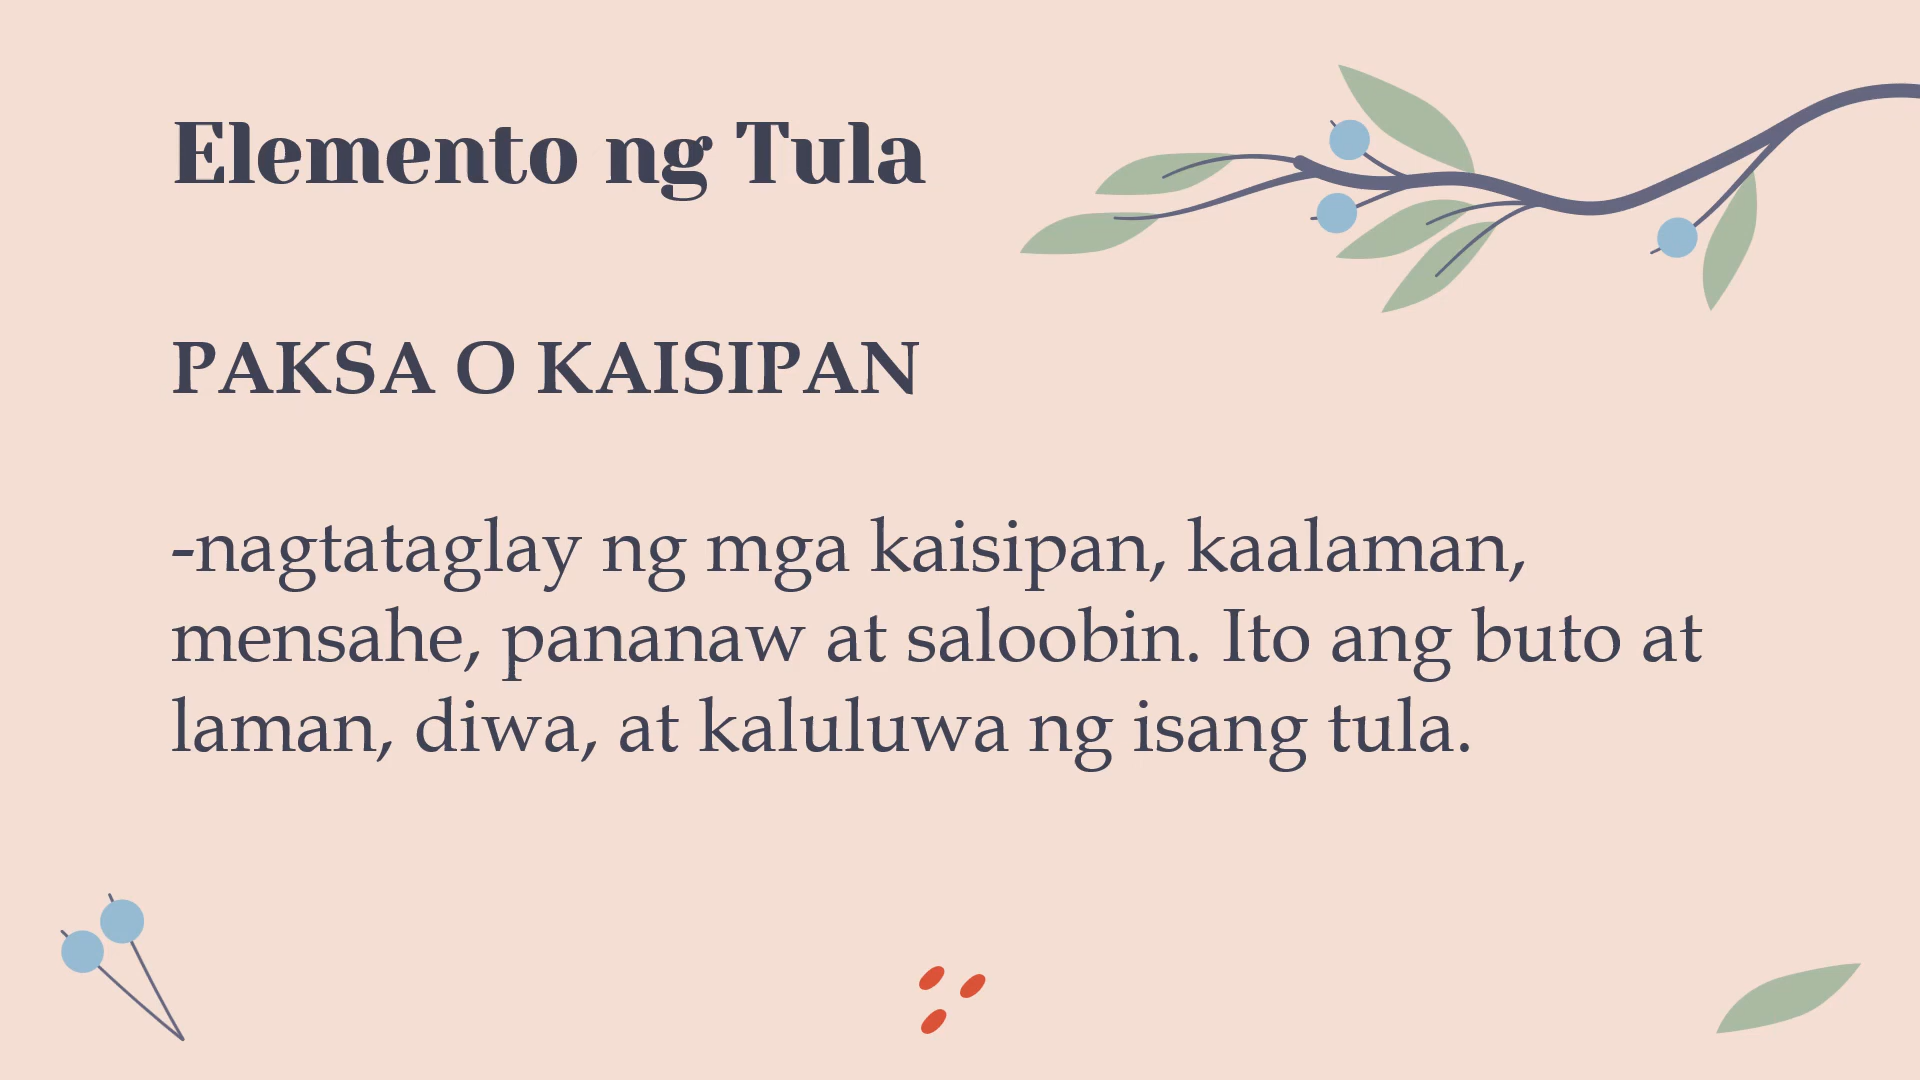 Elemento ng Tula
PAKSA O KAISIPAN
-nagtataglay ng mga kaisipan, kaalaman,
mensahe, pananaw at saloobin. Ito ang buto at
laman, diwa, at kaluluwa ng isang tula.